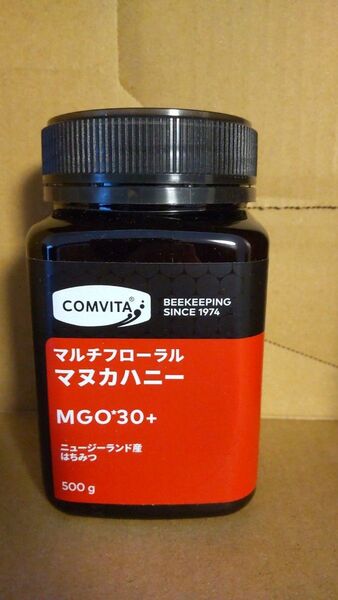 COMVITA®
BEEKEEPING
SINCE 1974
マルチフローラル
マヌカハニー
MGO*30+
ニュージーランド産
はちみつ
500 g